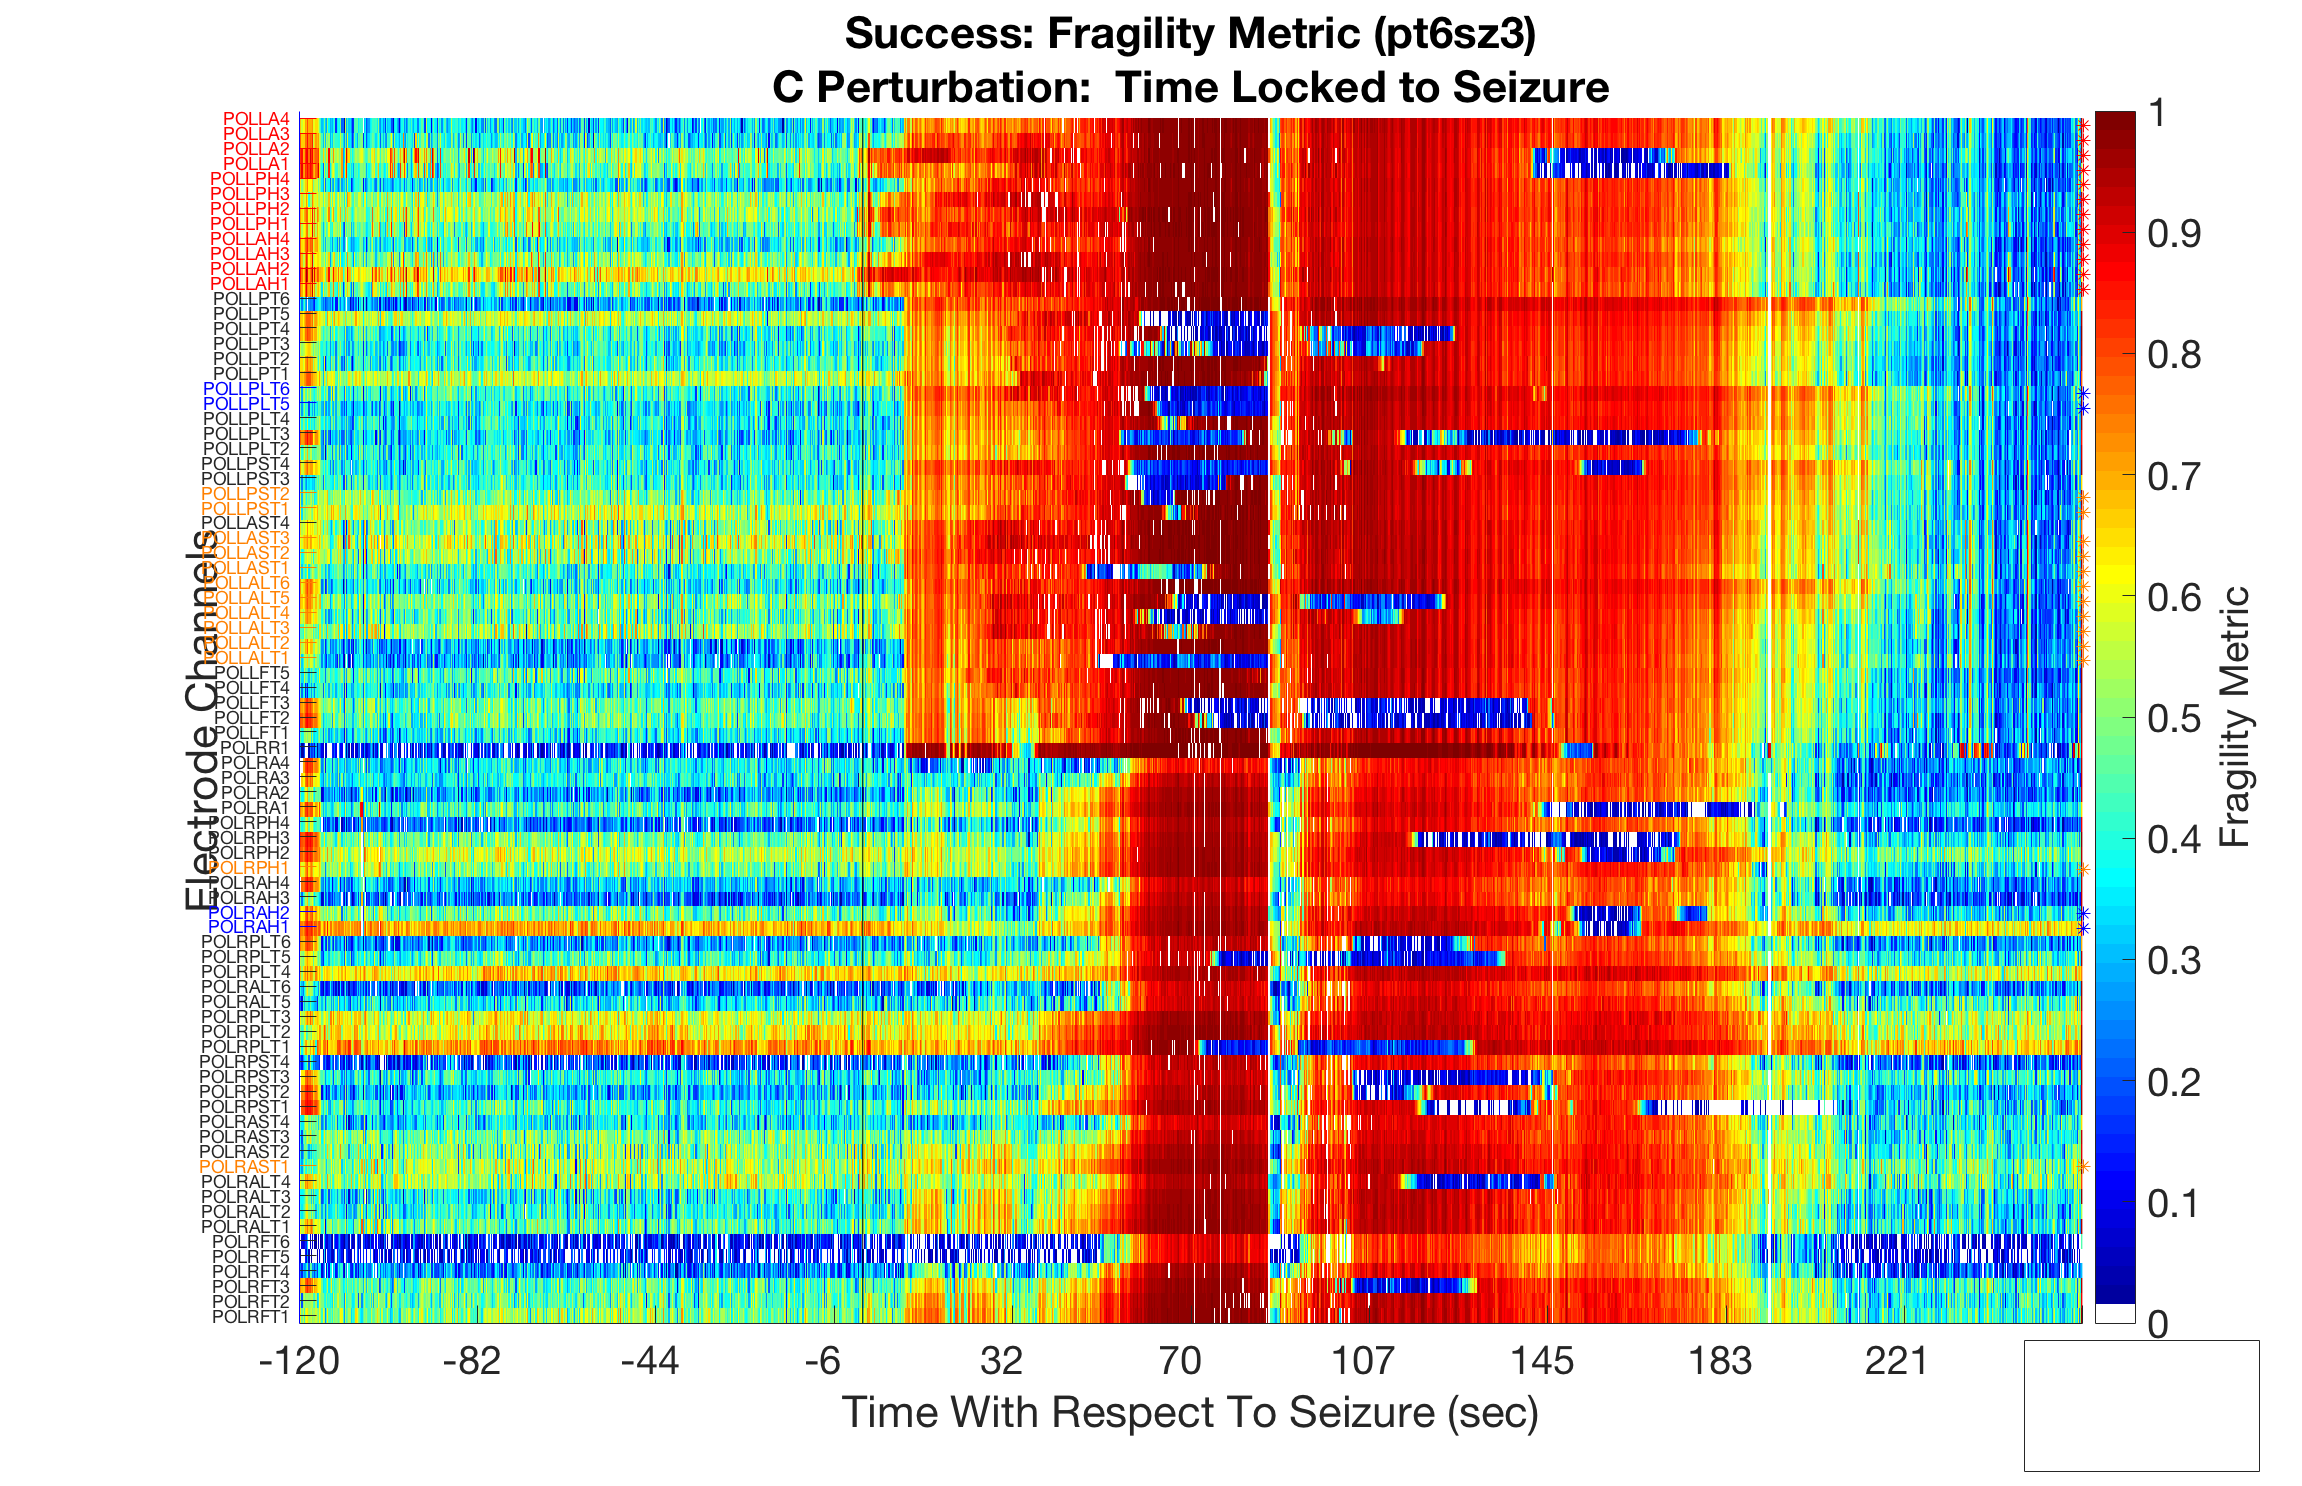 Success: Fragility Metric (pt6sz3)
C Perturbation:  Time Locked to Seizure
POLLA4
POLLA3
POLLA2
POLLA1
POLLPH4
POLLPH3
POLLPH2
POLLPH1
POLLAH4
POLLAH3
POLLAH2
POLLAH1
POLLPT6
POLLPT5
POLLPT4
POLLPT3
POLLPT2
POLLPT1
POLLPLT6
POLLPLT5
POLLPLT4
POLLPLT3
POLLPLT2
POLLPST4
POLLPST3
POLLPST2
POLLPST1
POLLAST4
POLLAST3
POLLAST2
POLLAST1
POLLALT6
POLLALT5
POLLALT4
POLLALT3
POLLALT2
POLLALT1
POLLFT5
POLLFT4
POLLFT3
POLLFT2
POLLFT1
POLRR1
POLRA4
POLRA3
POLRA2
POLRA1
POLRPH4
POLRPH3
POLRPH2
POLRPH1
POLRAH4
POLRAH3
POLRAH2
POLRAH1
POLRPLT6
POLRPLT5
POLRPLT4
POLRALT6
POLRALT5
POLRPLT3
POLRPLT2
POLRPLT1
POLRPST4
POLRPST3
POLRPST2
POLRPST1
POLRAST4
POLRAST3
POLRAST2
POLRAST1
POLRALT4
POLRALT3
POLRALT2
POLRALT1
POLRFT6
POLRFT5
POLRFT4
POLRFT3
POLRFT2
POLRFT1
Electrode Channels
-120 -82 -44 -6 32 70 107 145 183 221
Time With Respect To Seizure (sec)
1
0.9
0.8
0.7
0.6
0.5
0.4
0.3
0.2
0.1
0
Fragility Metric